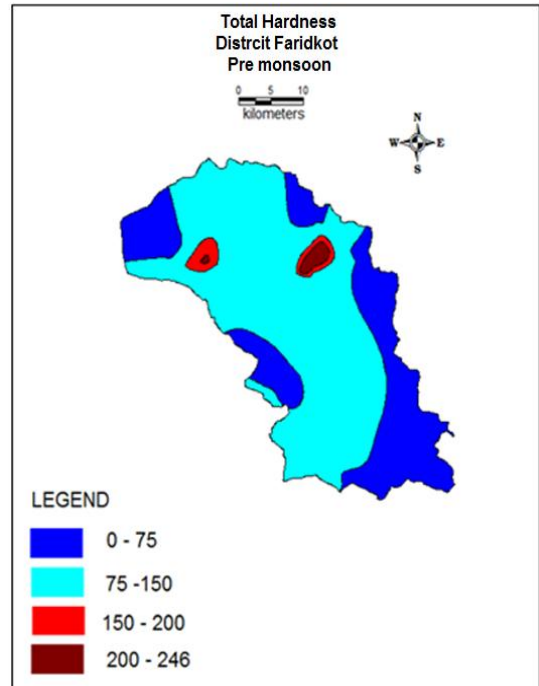 Total Hardness
Distrcit Faridkot
Pre monsoon
0 5 10
kilometers
N
W E
S
LEGEND
0 - 75
75 -150
150 - 200
200 - 246